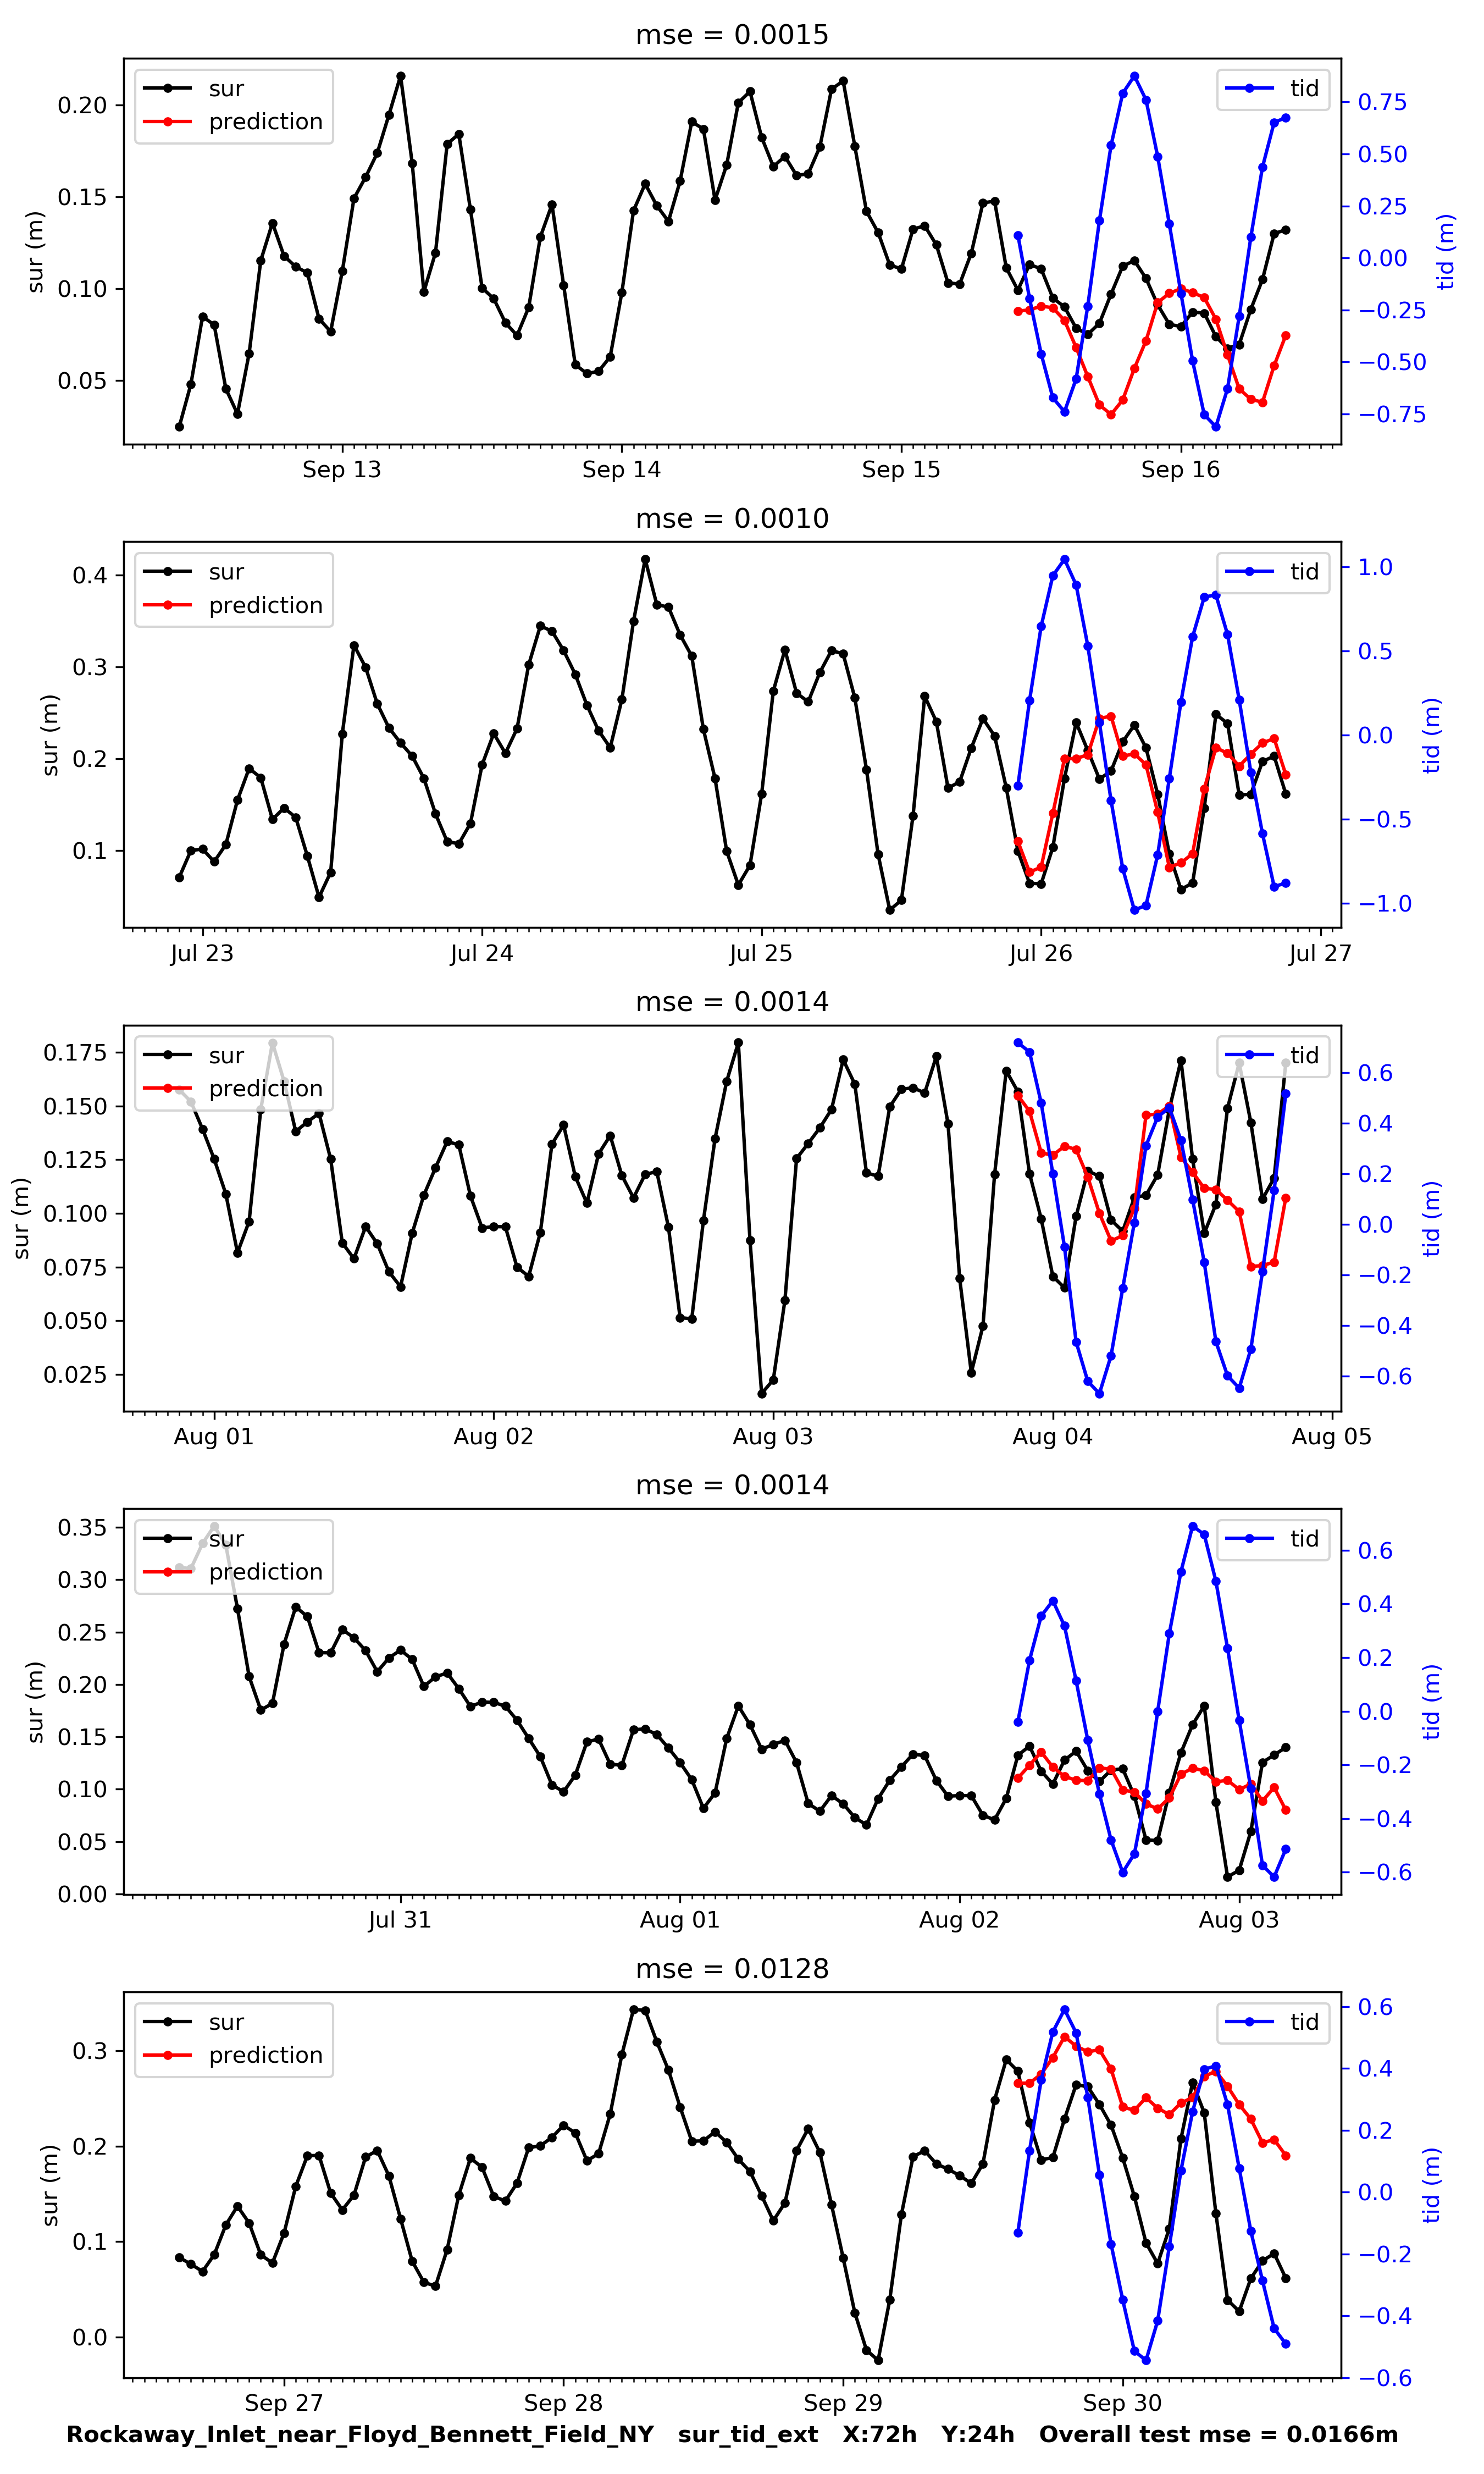 mse = 0.0015
sur
prediction
tid
sur (m)
0.20
0.15
0.10
0.05
tid (m)
0.75
0.50
0.25
0.00
−0.25
−0.50
−0.75
Sep 13 Sep 14 Sep 15 Sep 16
mse = 0.0010
sur
prediction
tid
sur (m)
0.4
0.3
0.2
0.1
tid (m)
1.0
0.5
0.0
−0.5
−1.0
Jul 23 Jul 24 Jul 25 Jul 26 Jul 27
mse = 0.0014
sur
prediction
tid
sur (m)
0.175
0.150
0.125
0.100
0.075
0.050
0.025
tid (m)
0.6
0.4
0.2
0.0
−0.2
−0.4
−0.6
Aug 01 Aug 02 Aug 03 Aug 04 Aug 05
mse = 0.0014
sur
prediction
tid
sur (m)
0.35
0.30
0.25
0.20
0.15
0.10
0.05
0.00
tid (m)
0.6
0.4
0.2
0.0
−0.2
−0.4
−0.6
Jul 31 Aug 01 Aug 02 Aug 03
mse = 0.0128
sur
prediction
tid
sur (m)
0.3
0.2
0.1
0.0
tid (m)
0.6
0.4
0.2
0.0
−0.2
−0.4
−0.6
Sep 27 Sep 28 Sep 29 Sep 30
Rockaway_Inlet_near_Floyd_Bennett_Field_NY sur_tid_ext X:72h Y:24h Overall test mse = 0.0166m